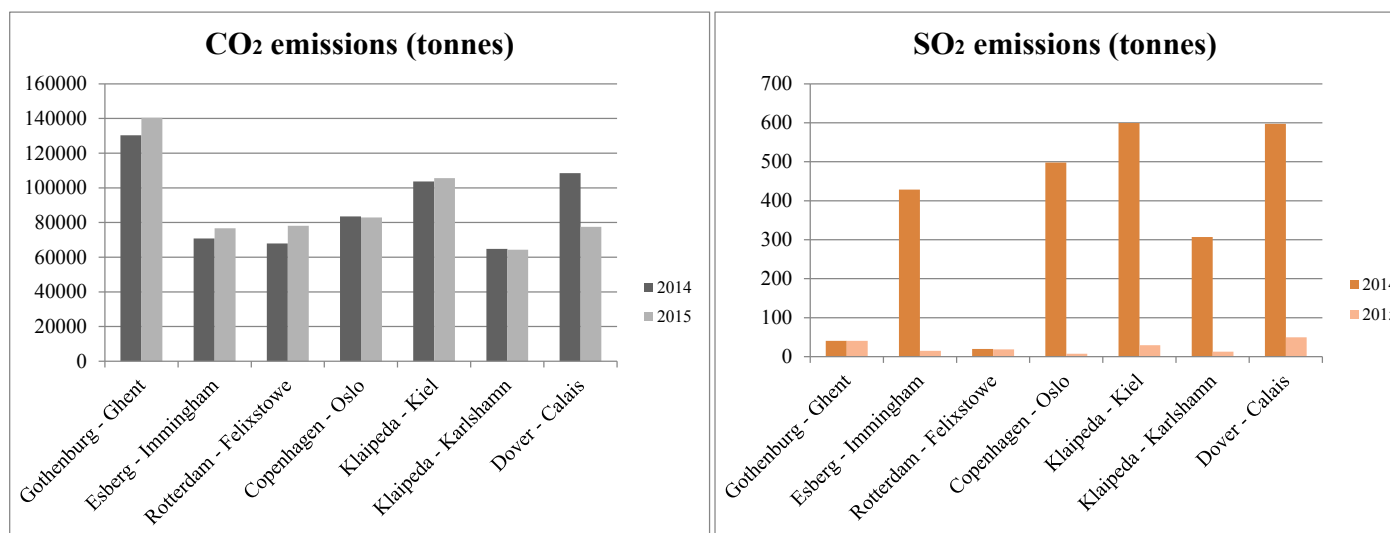 CO₂ emissions (tonnes)
160000
140000
120000
100000
80000
60000
40000
20000
0
2014
2015
Gothenburg - Ghent
Esberg - Immingham
Rotterdam - Felixstowe
Copenhagen - Oslo
Klaipeda - Kiel
Klaipeda - Karlshamn
Dover - Calais
SO₂ emissions (tonnes)
700
600
500
400
300
200
100
0
2014
2015
Gothenburg - Ghent
Esberg - Immingham
Rotterdam - Felixstowe
Copenhagen - Oslo
Klaipeda - Kiel
Klaipeda - Karlshamn
Dover - Calais